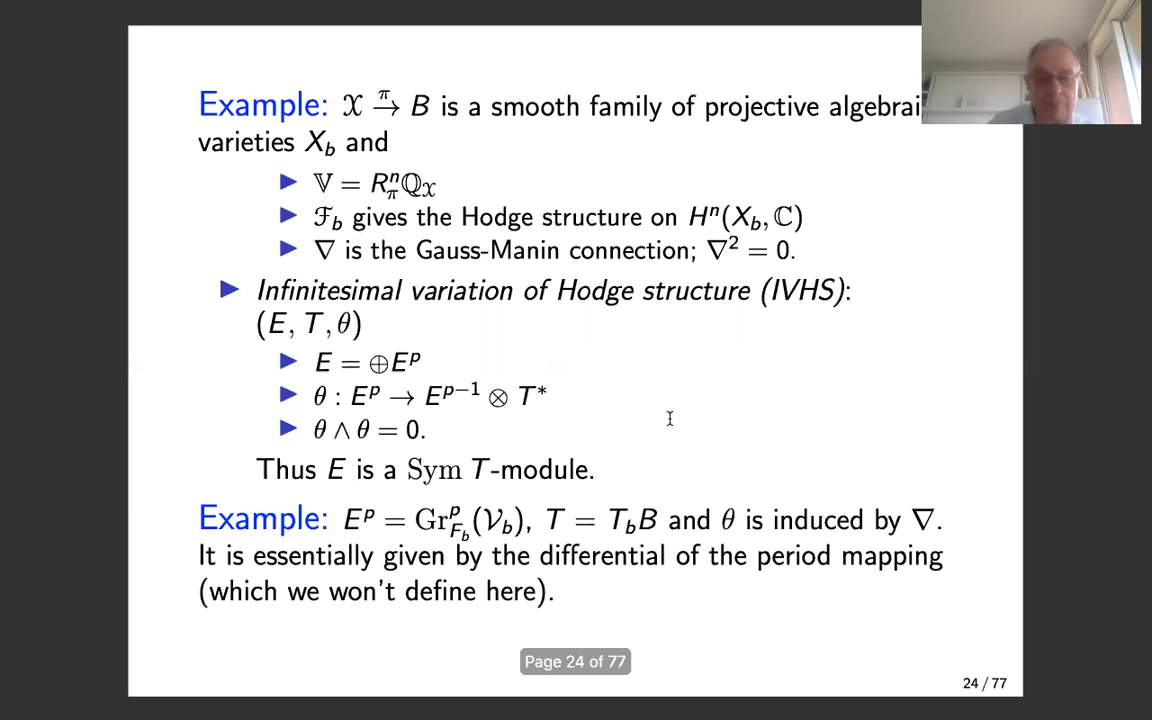 Example: 𝒳 →^π B is a smooth family of projective algebrai
varieties X_b and
▶ 𝕍 = R^n_π ℚ_𝒳
▶ ℱ_b gives the Hodge structure on H^n(X_b, ℂ)
▶ ∇ is the Gauss-Manin connection; ∇² = 0.
▶ Infinitesimal variation of Hodge structure (IVHS):
(E, T, θ)
▶ E = ⊕E^p
▶ θ : E^p → E^{p−1} ⊗ T*
▶ θ ∧ θ = 0.
Thus E is a Sym T-module.
Example: E^p = Gr^p_{F_b}(𝒱_b), T = T_bB and θ is induced by ∇.
It is essentially given by the differential of the period mapping
(which we won't define here).
Page 24 of 77
24 / 77